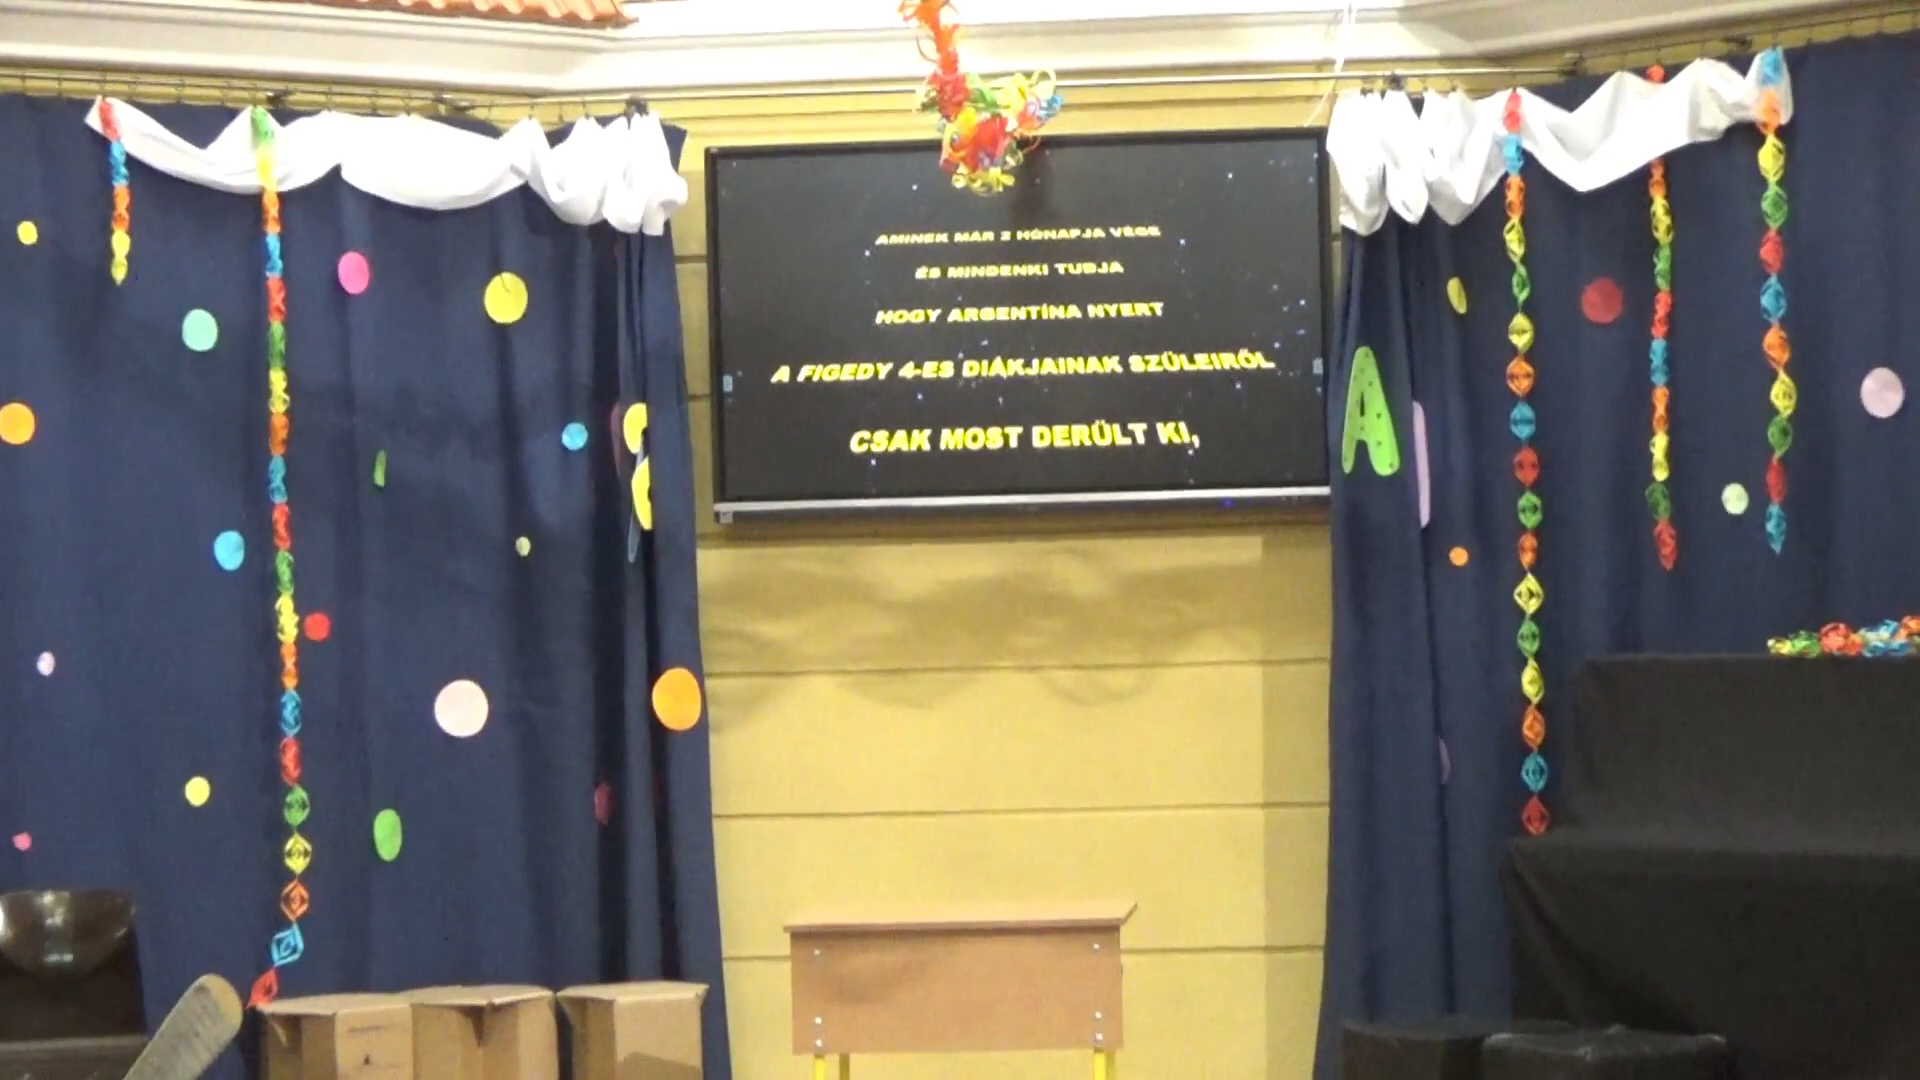 AMINEK MÁR 2 HÓNAPJA VÉGE
ÉS MINDENKI TUDJA
HOGY ARGENTÍNA NYERT
A FIGEDY 4-ES DIÁKJAINAK SZÜLEIRŐL
CSAK MOST DERÜLT KI,
A